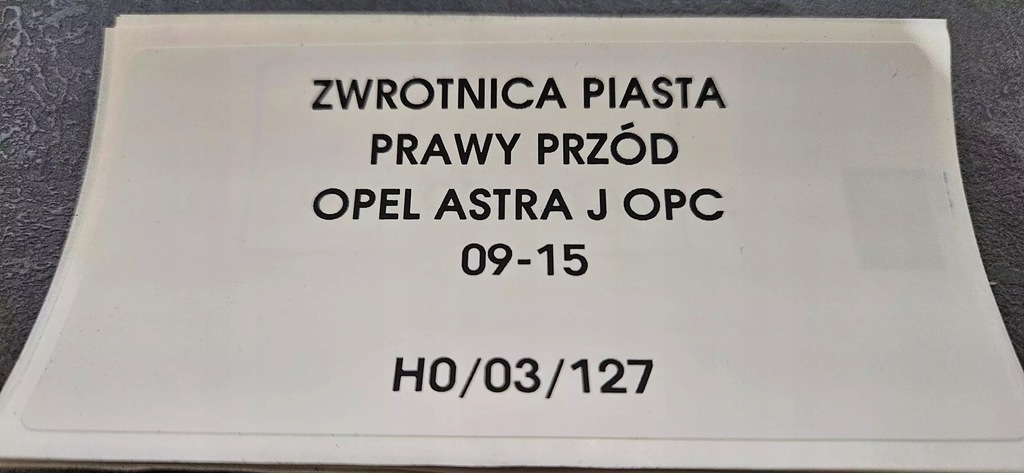 ZWROTNICA PIASTA
PRAWY PRZÓD
OPEL ASTRA J OPC
09-15
H0/03/127